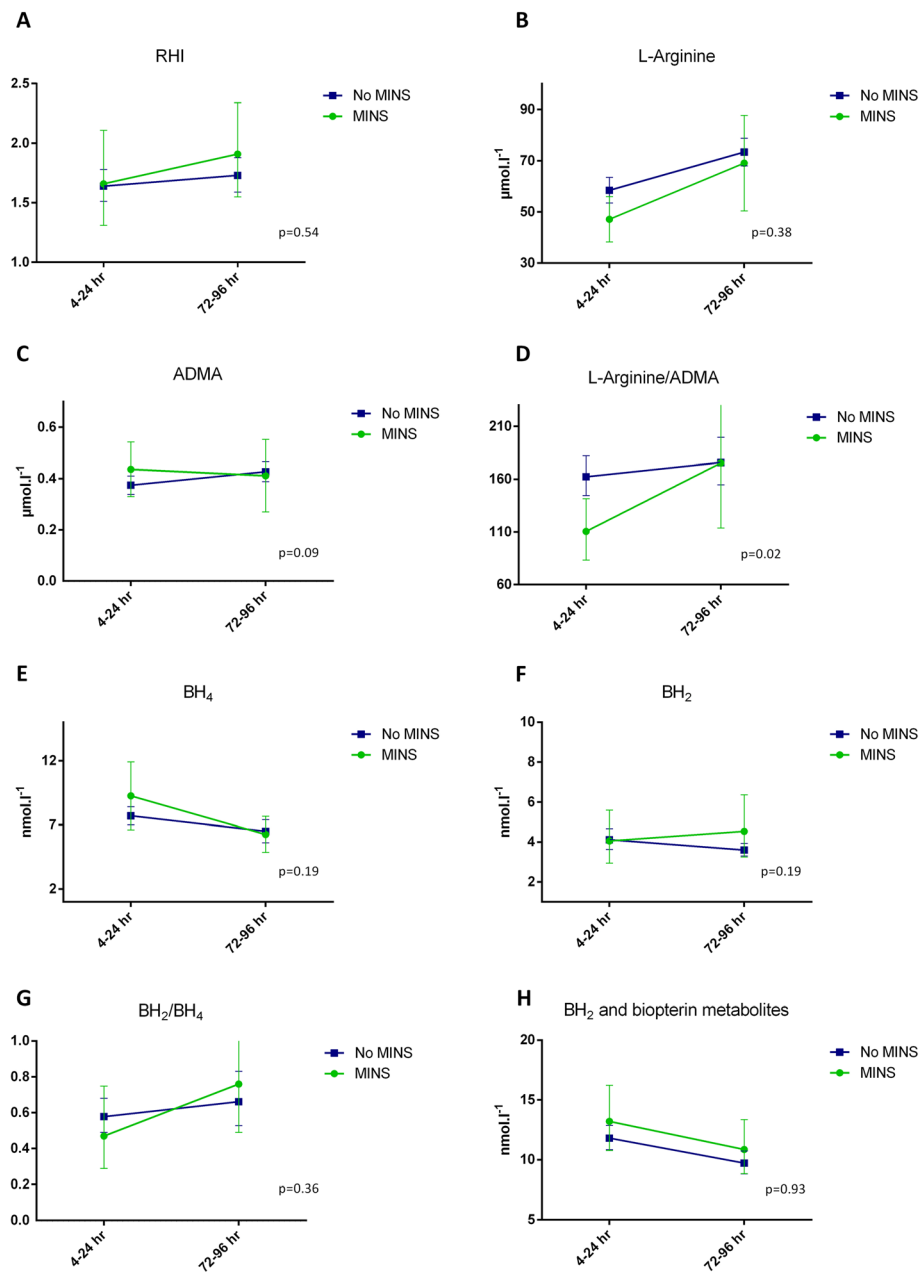 A
RHI
2.5
2.0
1.5
1.0
No MINS
MINS
p=0.54
4-24 hr
72-96 hr
B
L-Arginine
µmol.l⁻¹
90
70
50
30
No MINS
MINS
p=0.38
4-24 hr
72-96 hr
C
ADMA
µmol.l⁻¹
0.6
0.4
0.2
0.0
No MINS
MINS
p=0.09
4-24 hr
72-96 hr
D
L-Arginine/ADMA
210
160
110
60
No MINS
MINS
p=0.02
4-24 hr
72-96 hr
E
BH₄
nmol.l⁻¹
12
7
2
No MINS
MINS
p=0.19
4-24 hr
72-96 hr
F
BH₂
nmol.l⁻¹
10
8
6
4
2
No MINS
MINS
p=0.19
4-24 hr
72-96 hr
G
BH₂/BH₄
1.0
0.8
0.6
0.4
0.2
0.0
No MINS
MINS
p=0.36
4-24 hr
72-96 hr
H
BH₂ and biopterin metabolites
nmol.l⁻¹
20
15
10
5
No MINS
MINS
p=0.93
4-24 hr
72-96 hr